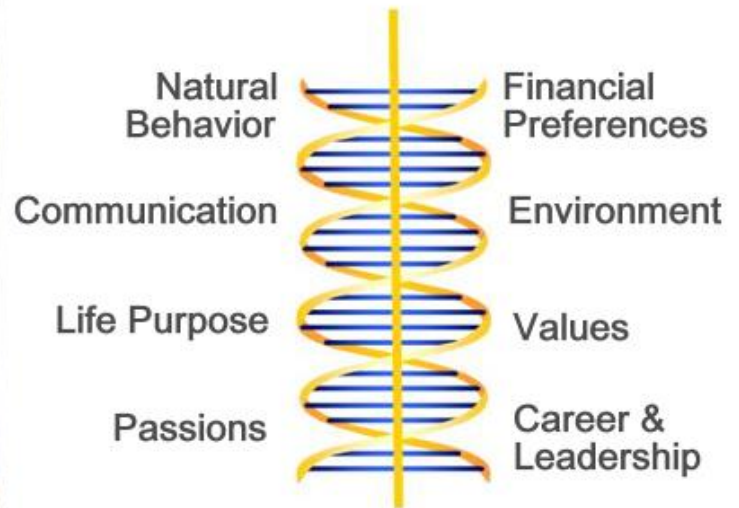 Natural
Behavior
Financial
Preferences
Communication
Environment
Life Purpose
Values
Passions
Career &
Leadership